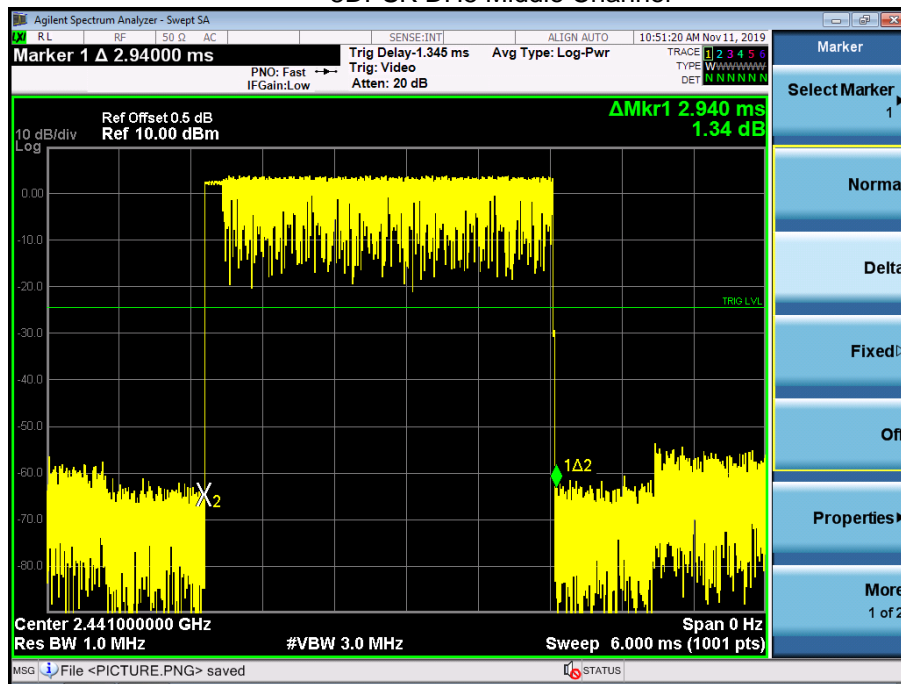 Agilent Spectrum Analyzer - Swept SA
LXI RL RF 50 Ω AC SENSE:INT ALIGN AUTO 10:51:20 AM Nov 11, 2019
Marker 1 Δ 2.94000 ms
PNO: Fast
IFGain:Low
Trig Delay-1.345 ms
Trig: Video
Atten: 20 dB
Avg Type: Log-Pwr
TRACE 1 2 3 4 5 6
TYPE WWWWWW
DET N N N N N N
Marker
Select Marker
1
Norma
Delta
Fixed
Off
Properties
More
1 of 2
ΔMkr1 2.940 ms
1.34 dB
Ref Offset 0.5 dB
10 dB/div Ref 10.00 dBm
Log
0.00
-10.0
-20.0
TRIG LVL
-30.0
-40.0
-50.0
-60.0
1Δ2
X2
-70.0
-80.0
Center 2.441000000 GHz Span 0 Hz
Res BW 1.0 MHz #VBW 3.0 MHz Sweep 6.000 ms (1001 pts)
MSG File <PICTURE.PNG> saved STATUS